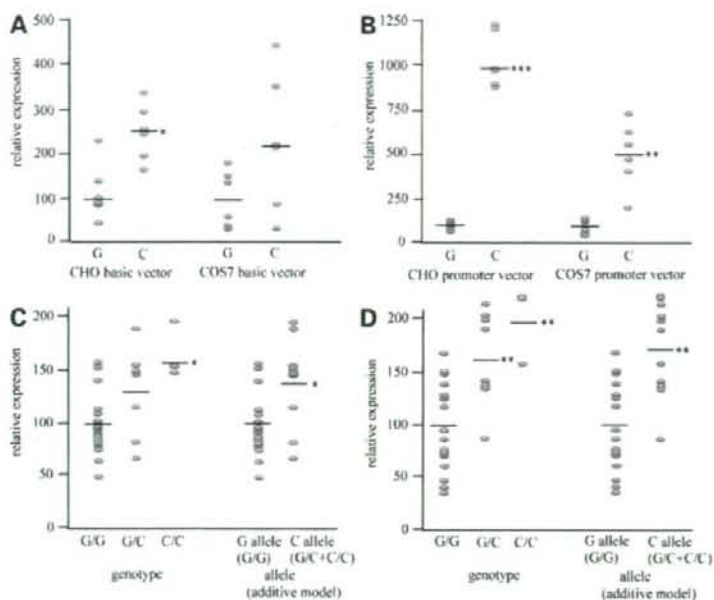 A
B
500
400
300
200
100
0
relative expression
*
G C G C
CHO basic vector COS7 basic vector
1250
1000
750
500
250
0
relative expression
***
**
G C G C
CHO promoter vector COS7 promoter vector
C
D
200
150
100
50
0
relative expression
*
*
G/G G/C C/C G allele C allele
(G/G) (G/C+C/C)
genotype allele
(additive model)
200
150
100
50
0
relative expression
**
**
**
G/G G/C C/C G allele C allele
(G/G) (G/C+C/C)
genotype allele
(additive model)